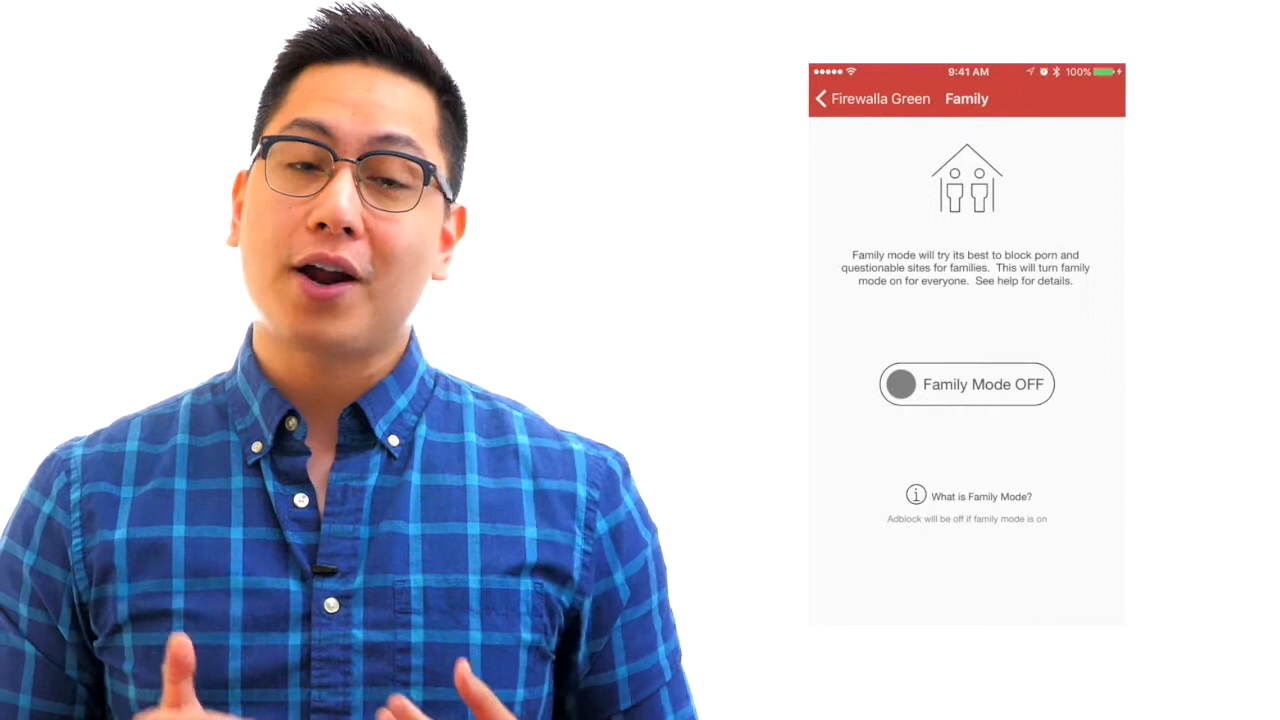 9:41 AM
100%
Firewalla Green
Family
Family mode will try its best to block porn and
questionable sites for families. This will turn family
mode on for everyone. See help for details.
Family Mode OFF
What is Family Mode?
Adblock will be off if family mode is on